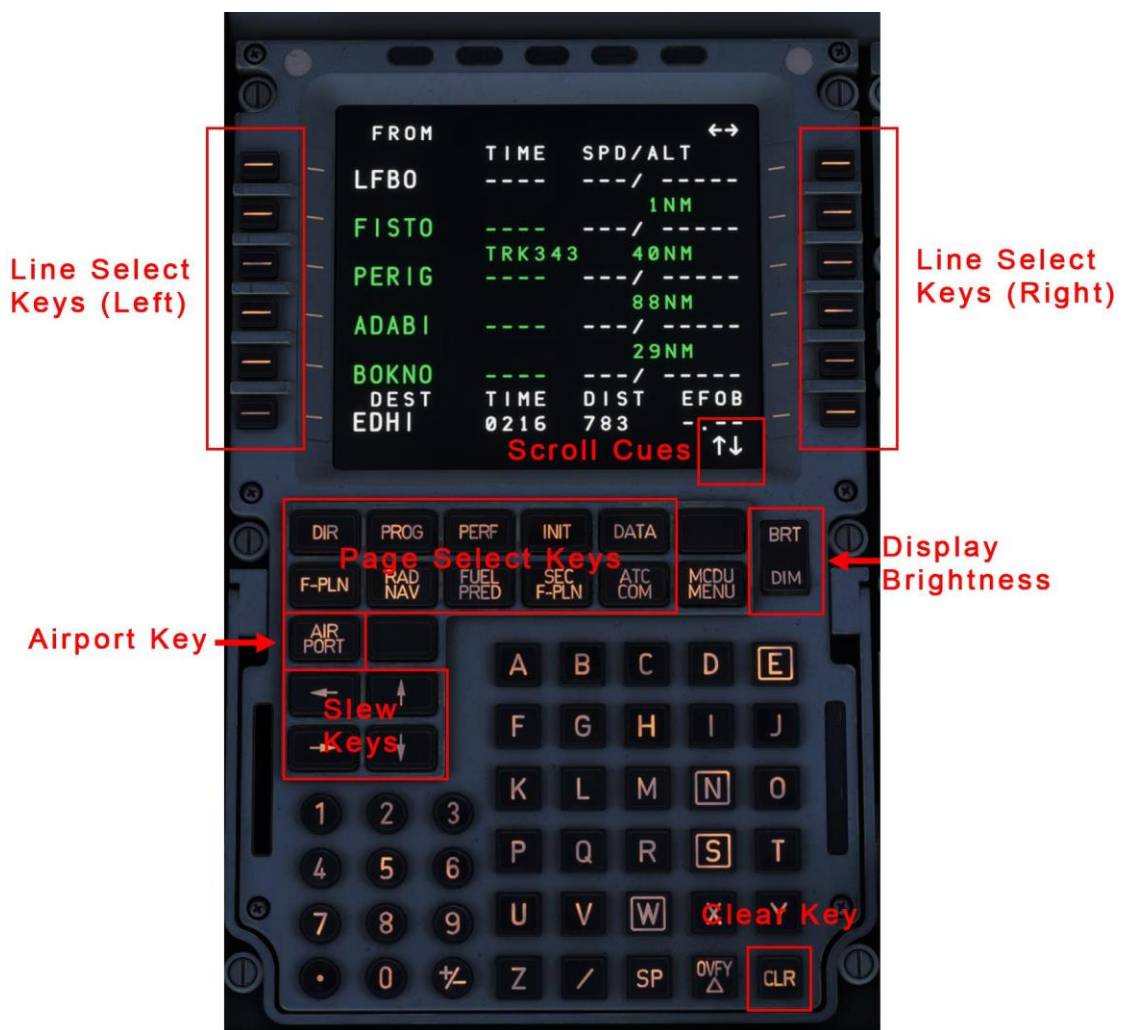 FROM ←→
TIME SPD/ALT
LFBO ---- ---/ -----
1NM
FISTO ---- ---/ -----
TRK343 40NM
PERIG ---- ---/ -----
88NM
ADABI ---- ---/ -----
29NM
BOKNO ---- ---/ -----
DEST TIME DIST EFOB
EDHI 0216 783 -.--
Scroll Cues ↑↓
Line Select
Keys (Left)
Line Select
Keys (Right)
DIR PROG PERF INIT DATA
Page Select Keys
F-PLN RAD NAV FUEL PRED SEC F-PLN ATC COM MCDU MENU
BRT
DIM
Display
Brightness
Airport Key
AIR PORT
← ↑
Slew
Keys
→ ↓
A B C D E
F G H I J
K L M N O
P Q R S T
U V W X Y
Clear Key
Z / SP OVFY △ CLR
1 2 3
4 5 6
7 8 9
. 0 +/-